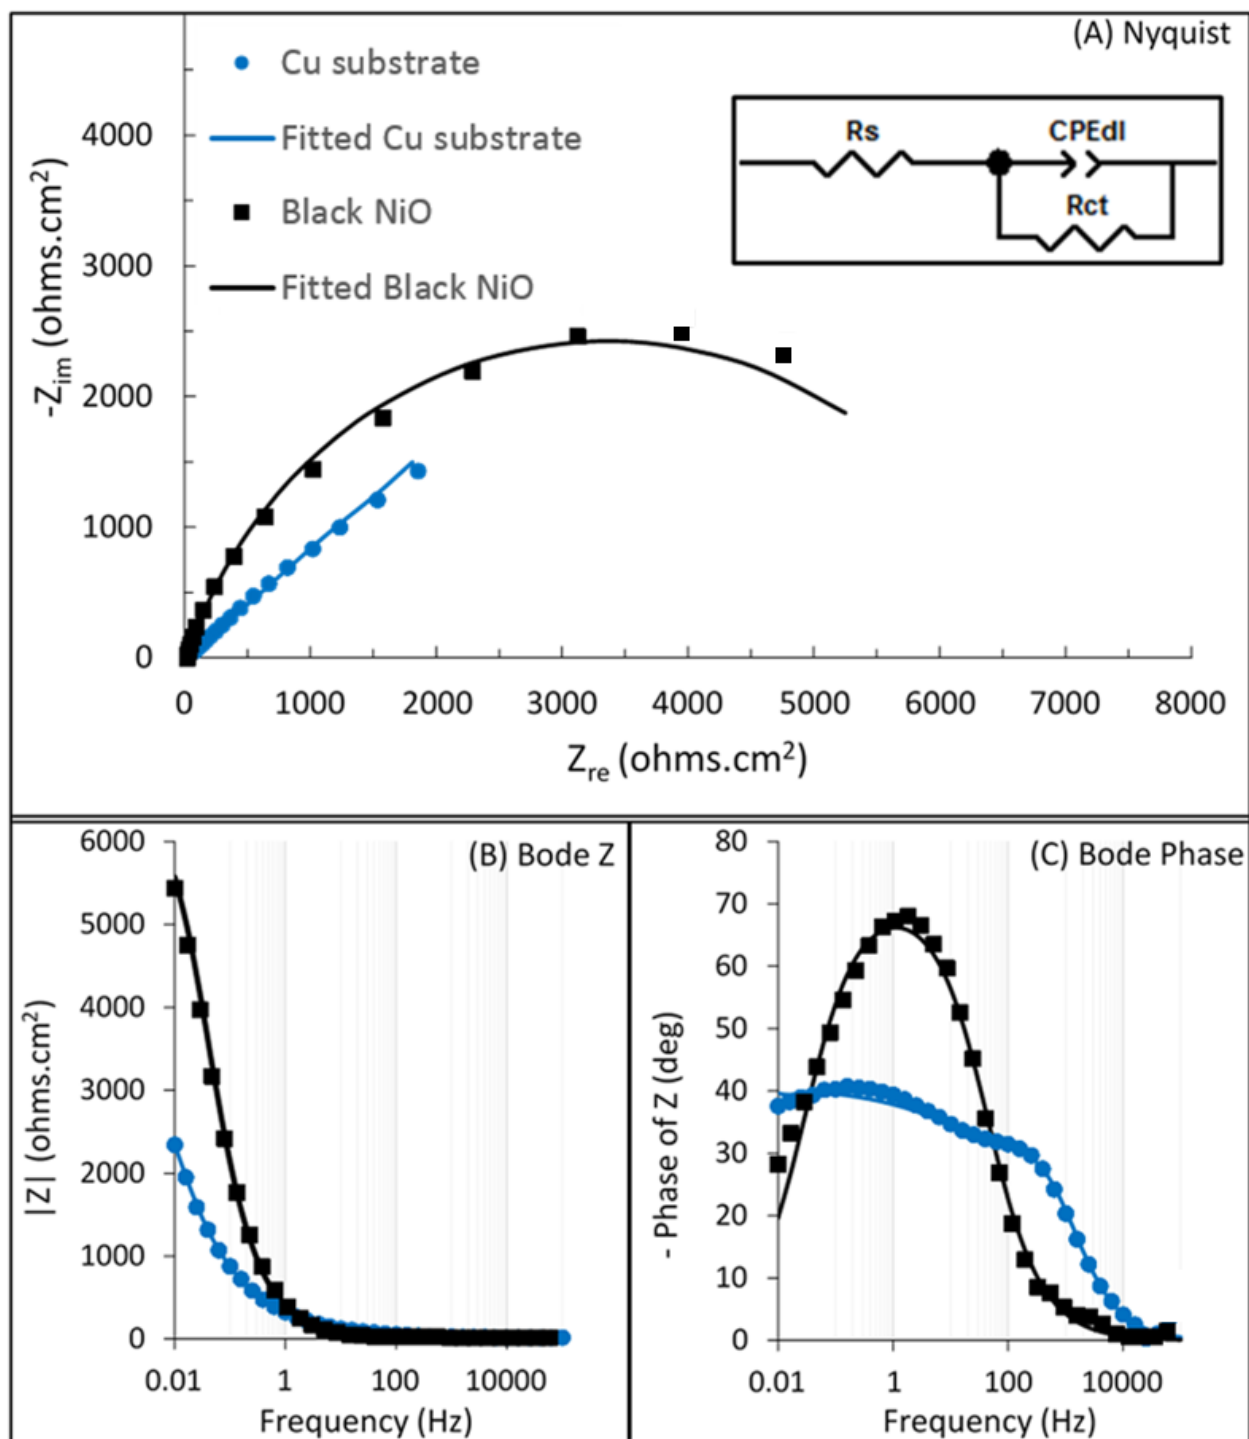 (A) Nyquist
Cu substrate
Fitted Cu substrate
Black NiO
Fitted Black NiO
Rs
CPEdl
Rct
-Z_im (ohms.cm²)
4000
3000
2000
1000
0
0 1000 2000 3000 4000 5000 6000 7000 8000
Z_re (ohms.cm²)
(B) Bode Z
|Z| (ohms.cm²)
6000
5000
4000
3000
2000
1000
0
0.01 1 100 10000
Frequency (Hz)
(C) Bode Phase
- Phase of Z (deg)
80
70
60
50
40
30
20
10
0
0.01 1 100 10000
Frequency (Hz)